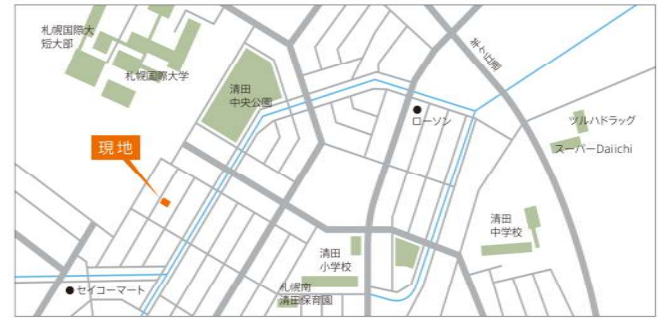 札幌国際大
短大部
札幌国際大学
清田
中央公園
羊ヶ丘通
ローソン
ツルハドラッグ
スーパーDaiichi
現地
清田
中学校
清田
小学校
札幌南
清田保育園
セイコーマート